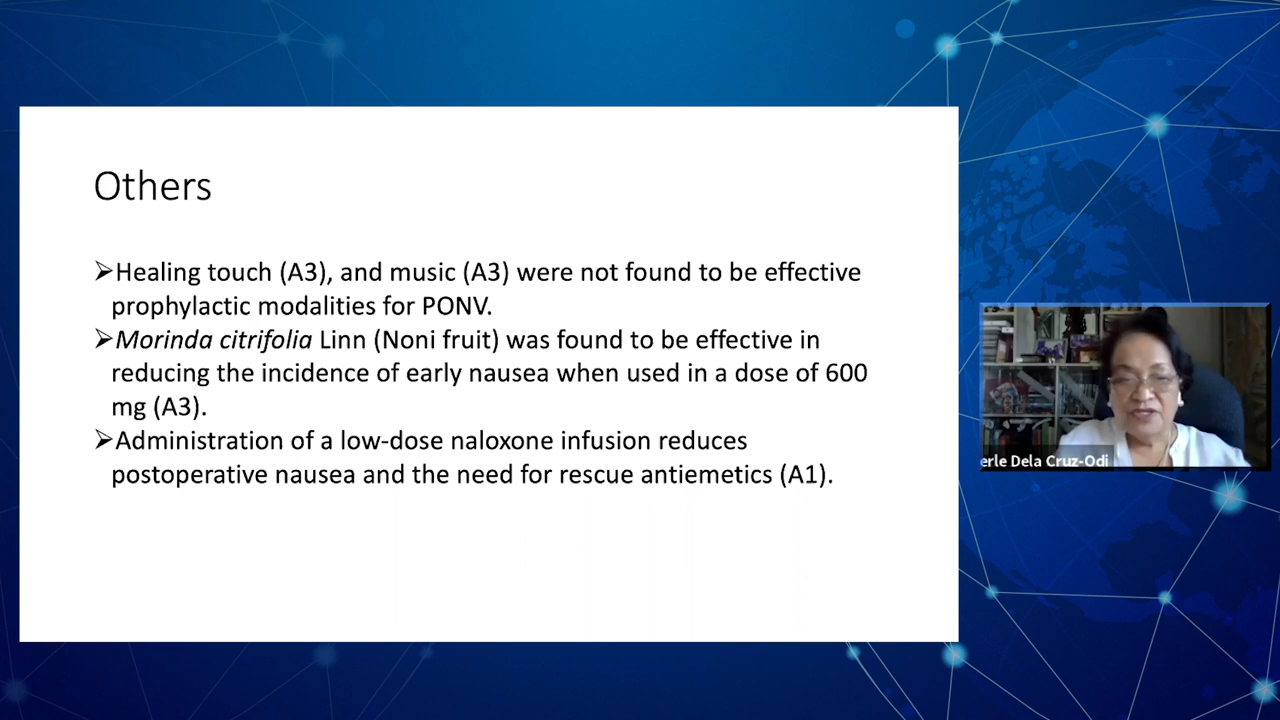 Others
➢Healing touch (A3), and music (A3) were not found to be effective
prophylactic modalities for PONV.
➢Morinda citrifolia Linn (Noni fruit) was found to be effective in
reducing the incidence of early nausea when used in a dose of 600
mg (A3).
➢Administration of a low-dose naloxone infusion reduces
postoperative nausea and the need for rescue antiemetics (A1).
erle Dela Cruz-Odi